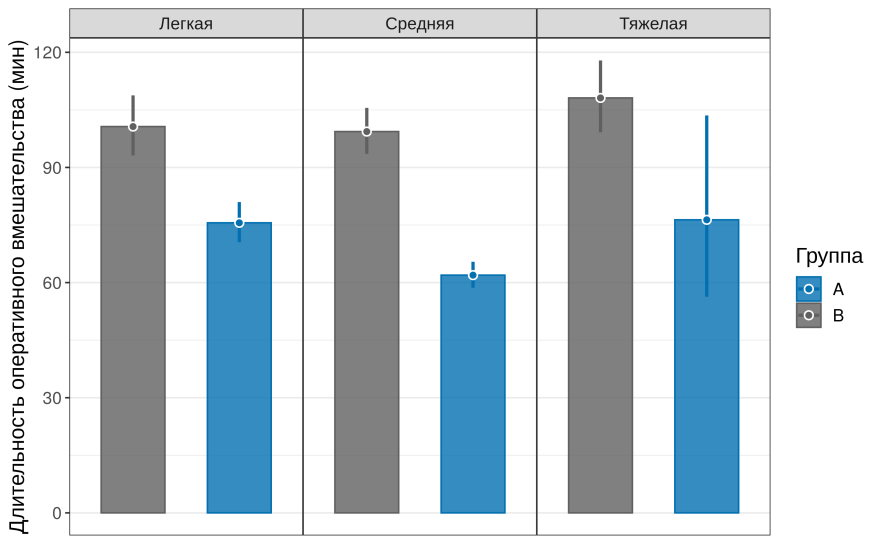 Легкая
Средняя
Тяжелая
Длительность оперативного вмешательства (мин)
120
90
60
30
0
Группа
A
B